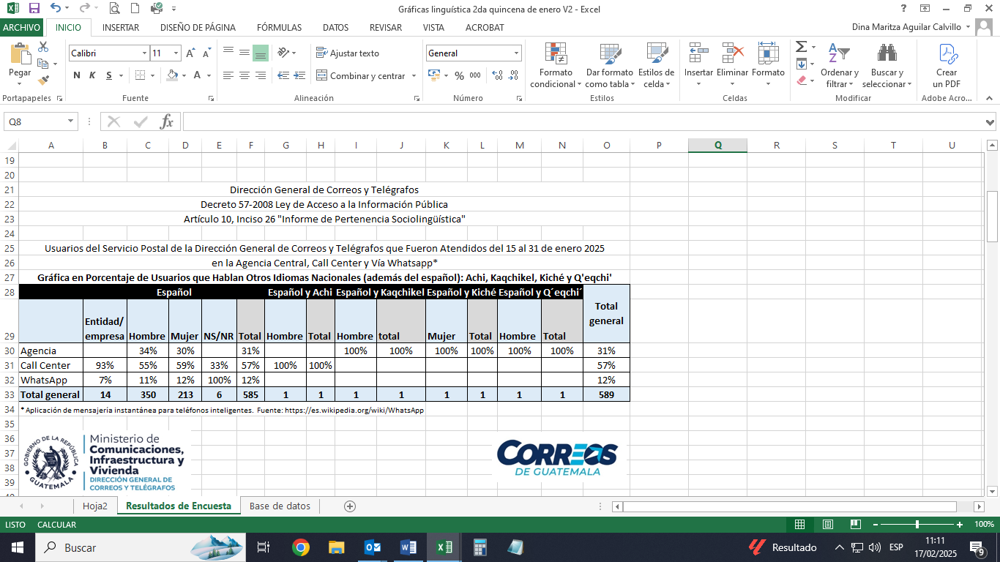 Gráficas linguística 2da quincena de enero V2 - Excel
?
ARCHIVO INICIO INSERTAR DISEÑO DE PÁGINA FÓRMULAS DATOS REVISAR VISTA ACROBAT Dina Maritza Aguilar Calvillo
Pegar Calibri 11 Ajustar texto General Formato condicional Dar formato como tabla Estilos de celda Insertar Eliminar Formato Ordenar y filtrar Buscar y seleccionar Crear un PDF
N K S A Combinar y centrar % 000
Portapapeles Fuente Alineación Número Estilos Celdas Modificar Adobe Acro...
Q8 fx
A B C D E F G H I J K L M N O P Q R S T U
19
20
21 Dirección General de Correos y Telégrafos
22 Decreto 57-2008 Ley de Acceso a la Información Pública
23 Artículo 10, Inciso 26 "Informe de Pertenencia Sociolingüística"
24
25 Usuarios del Servicio Postal de la Dirección General de Correos y Telégrafos que Fueron Atendidos del 15 al 31 de enero 2025
26 en la Agencia Central, Call Center y Vía Whatsapp*
27 Gráfica en Porcentaje de Usuarios que Hablan Otros Idiomas Nacionales (además del español): Achi, Kaqchikel, Kiché y Q'eqchi'
28 Español Español y Achi Español y Kaqchikel Español y Kiché Español y Q´eqchi´ Total general
29 Entidad/ empresa Hombre Mujer NS/NR Total Hombre Total Hombre total Mujer Total Hombre Total
30 Agencia 34% 30% 31% 100% 100% 100% 100% 100% 100% 31%
31 Call Center 93% 55% 59% 33% 57% 100% 100% 57%
32 WhatsApp 7% 11% 12% 100% 12% 12%
33 Total general 14 350 213 6 585 1 1 1 1 1 1 1 1 589
34 * Aplicación de mensajería instantánea para teléfonos inteligentes. Fuente: https://es.wikipedia.org/wiki/WhatsApp
35
36
37
38
39
GOBIERNO DE LA REPÚBLICA GUATEMALA
Ministerio de
Comunicaciones,
Infraestructura y
Vivienda
DIRECCIÓN GENERAL DE
CORREOS Y TELÉGRAFOS
CORREOS
DE GUATEMALA
Hoja2 Resultados de Encuesta Base de datos
LISTO CALCULAR 100%
Buscar Resultado ESP 11:11
17/02/2025 9